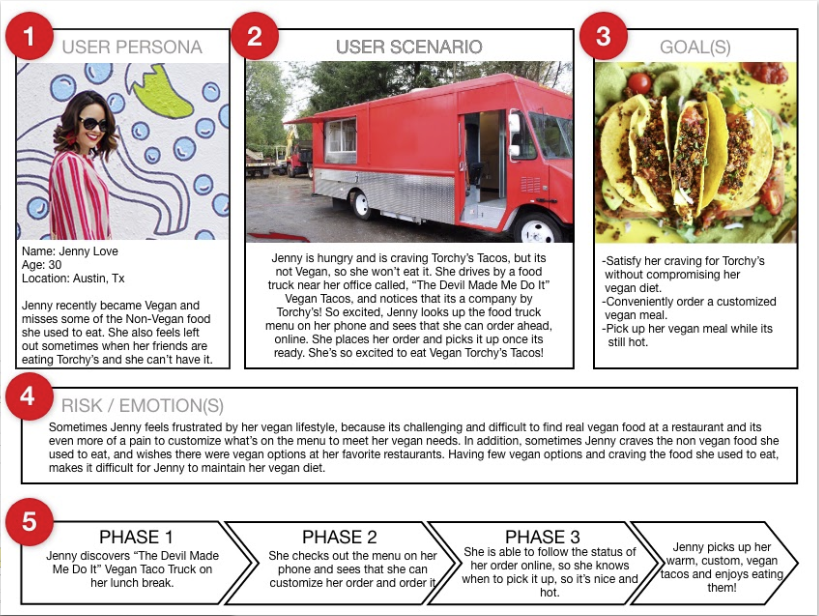 1
USER PERSONA
Name: Jenny Love
Age: 30
Location: Austin, Tx
Jenny recently became Vegan and
misses some of the Non-Vegan food
she used to eat. She also feels left
out sometimes when her friends are
eating Torchy's and she can't have it.
2
USER SCENARIO
Jenny is hungry and is craving Torchy's Tacos, but its
not Vegan, so she won't eat it. She drives by a food
truck near her office called, "The Devil Made Me Do It"
Vegan Tacos, and notices that its a company by
Torchy's! So excited, Jenny looks up the food truck
menu on her phone and sees that she can order ahead,
online. She places her order and picks it up once its
ready. She's so excited to eat Vegan Torchy's Tacos!
3
GOAL(S)
-Satisfy her craving for Torchy's
without compromising her
vegan diet.
-Conveniently order a customized
vegan meal.
-Pick up her vegan meal while its
still hot.
4
RISK / EMOTION(S)
Sometimes Jenny feels frustrated by her vegan lifestyle, because its challenging and difficult to find real vegan food at a restaurant and its
even more of a pain to customize what's on the menu to meet her vegan needs. In addition, sometimes Jenny craves the non vegan food she
used to eat, and wishes there were vegan options at her favorite restaurants. Having few vegan options and craving the food she used to eat,
makes it difficult for Jenny to maintain her vegan diet.
5
PHASE 1
Jenny discovers "The Devil Made
Me Do It" Vegan Taco Truck on
her lunch break.
PHASE 2
She checks out the menu on her
phone and sees that she can
customize her order and order it
PHASE 3
She is able to follow the status of
her order online, so she knows
when to pick it up, so it's nice and
hot.
Jenny picks up her
warm, custom, vegan
tacos and enjoys eating
them!